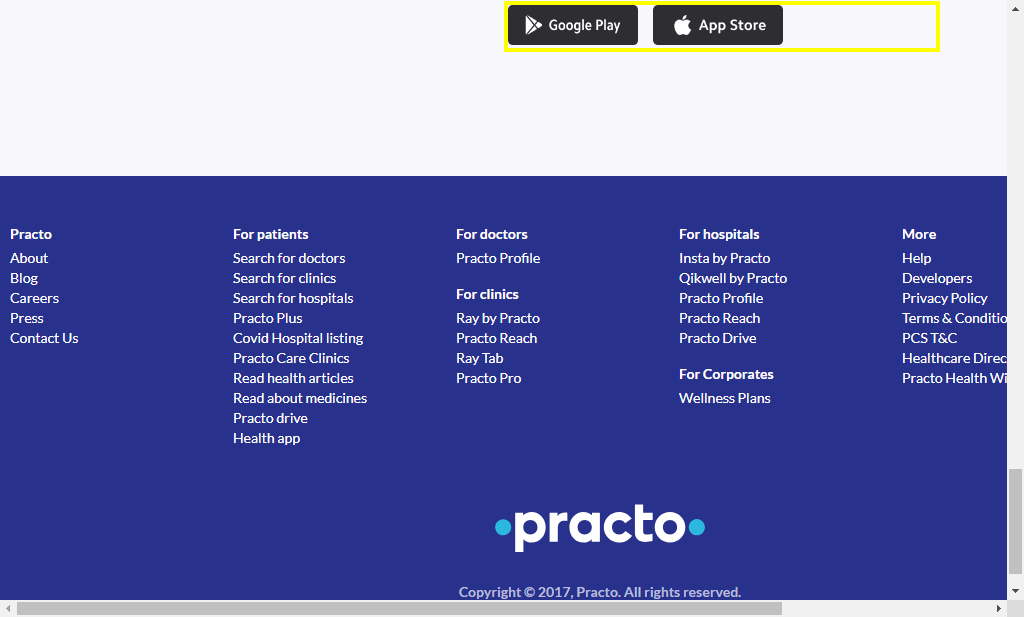 Google Play
App Store
Practo
About
Blog
Careers
Press
Contact Us
For patients
Search for doctors
Search for clinics
Search for hospitals
Practo Plus
Covid Hospital listing
Practo Care Clinics
Read health articles
Read about medicines
Practo drive
Health app
For doctors
Practo Profile
For clinics
Ray by Practo
Practo Reach
Ray Tab
Practo Pro
For hospitals
Insta by Practo
Qikwell by Practo
Practo Profile
Practo Reach
Practo Drive
For Corporates
Wellness Plans
More
Help
Developers
Privacy Policy
Terms & Conditio
PCS T&C
Healthcare Direc
Practo Health Wi
practo
Copyright © 2017, Practo. All rights reserved.